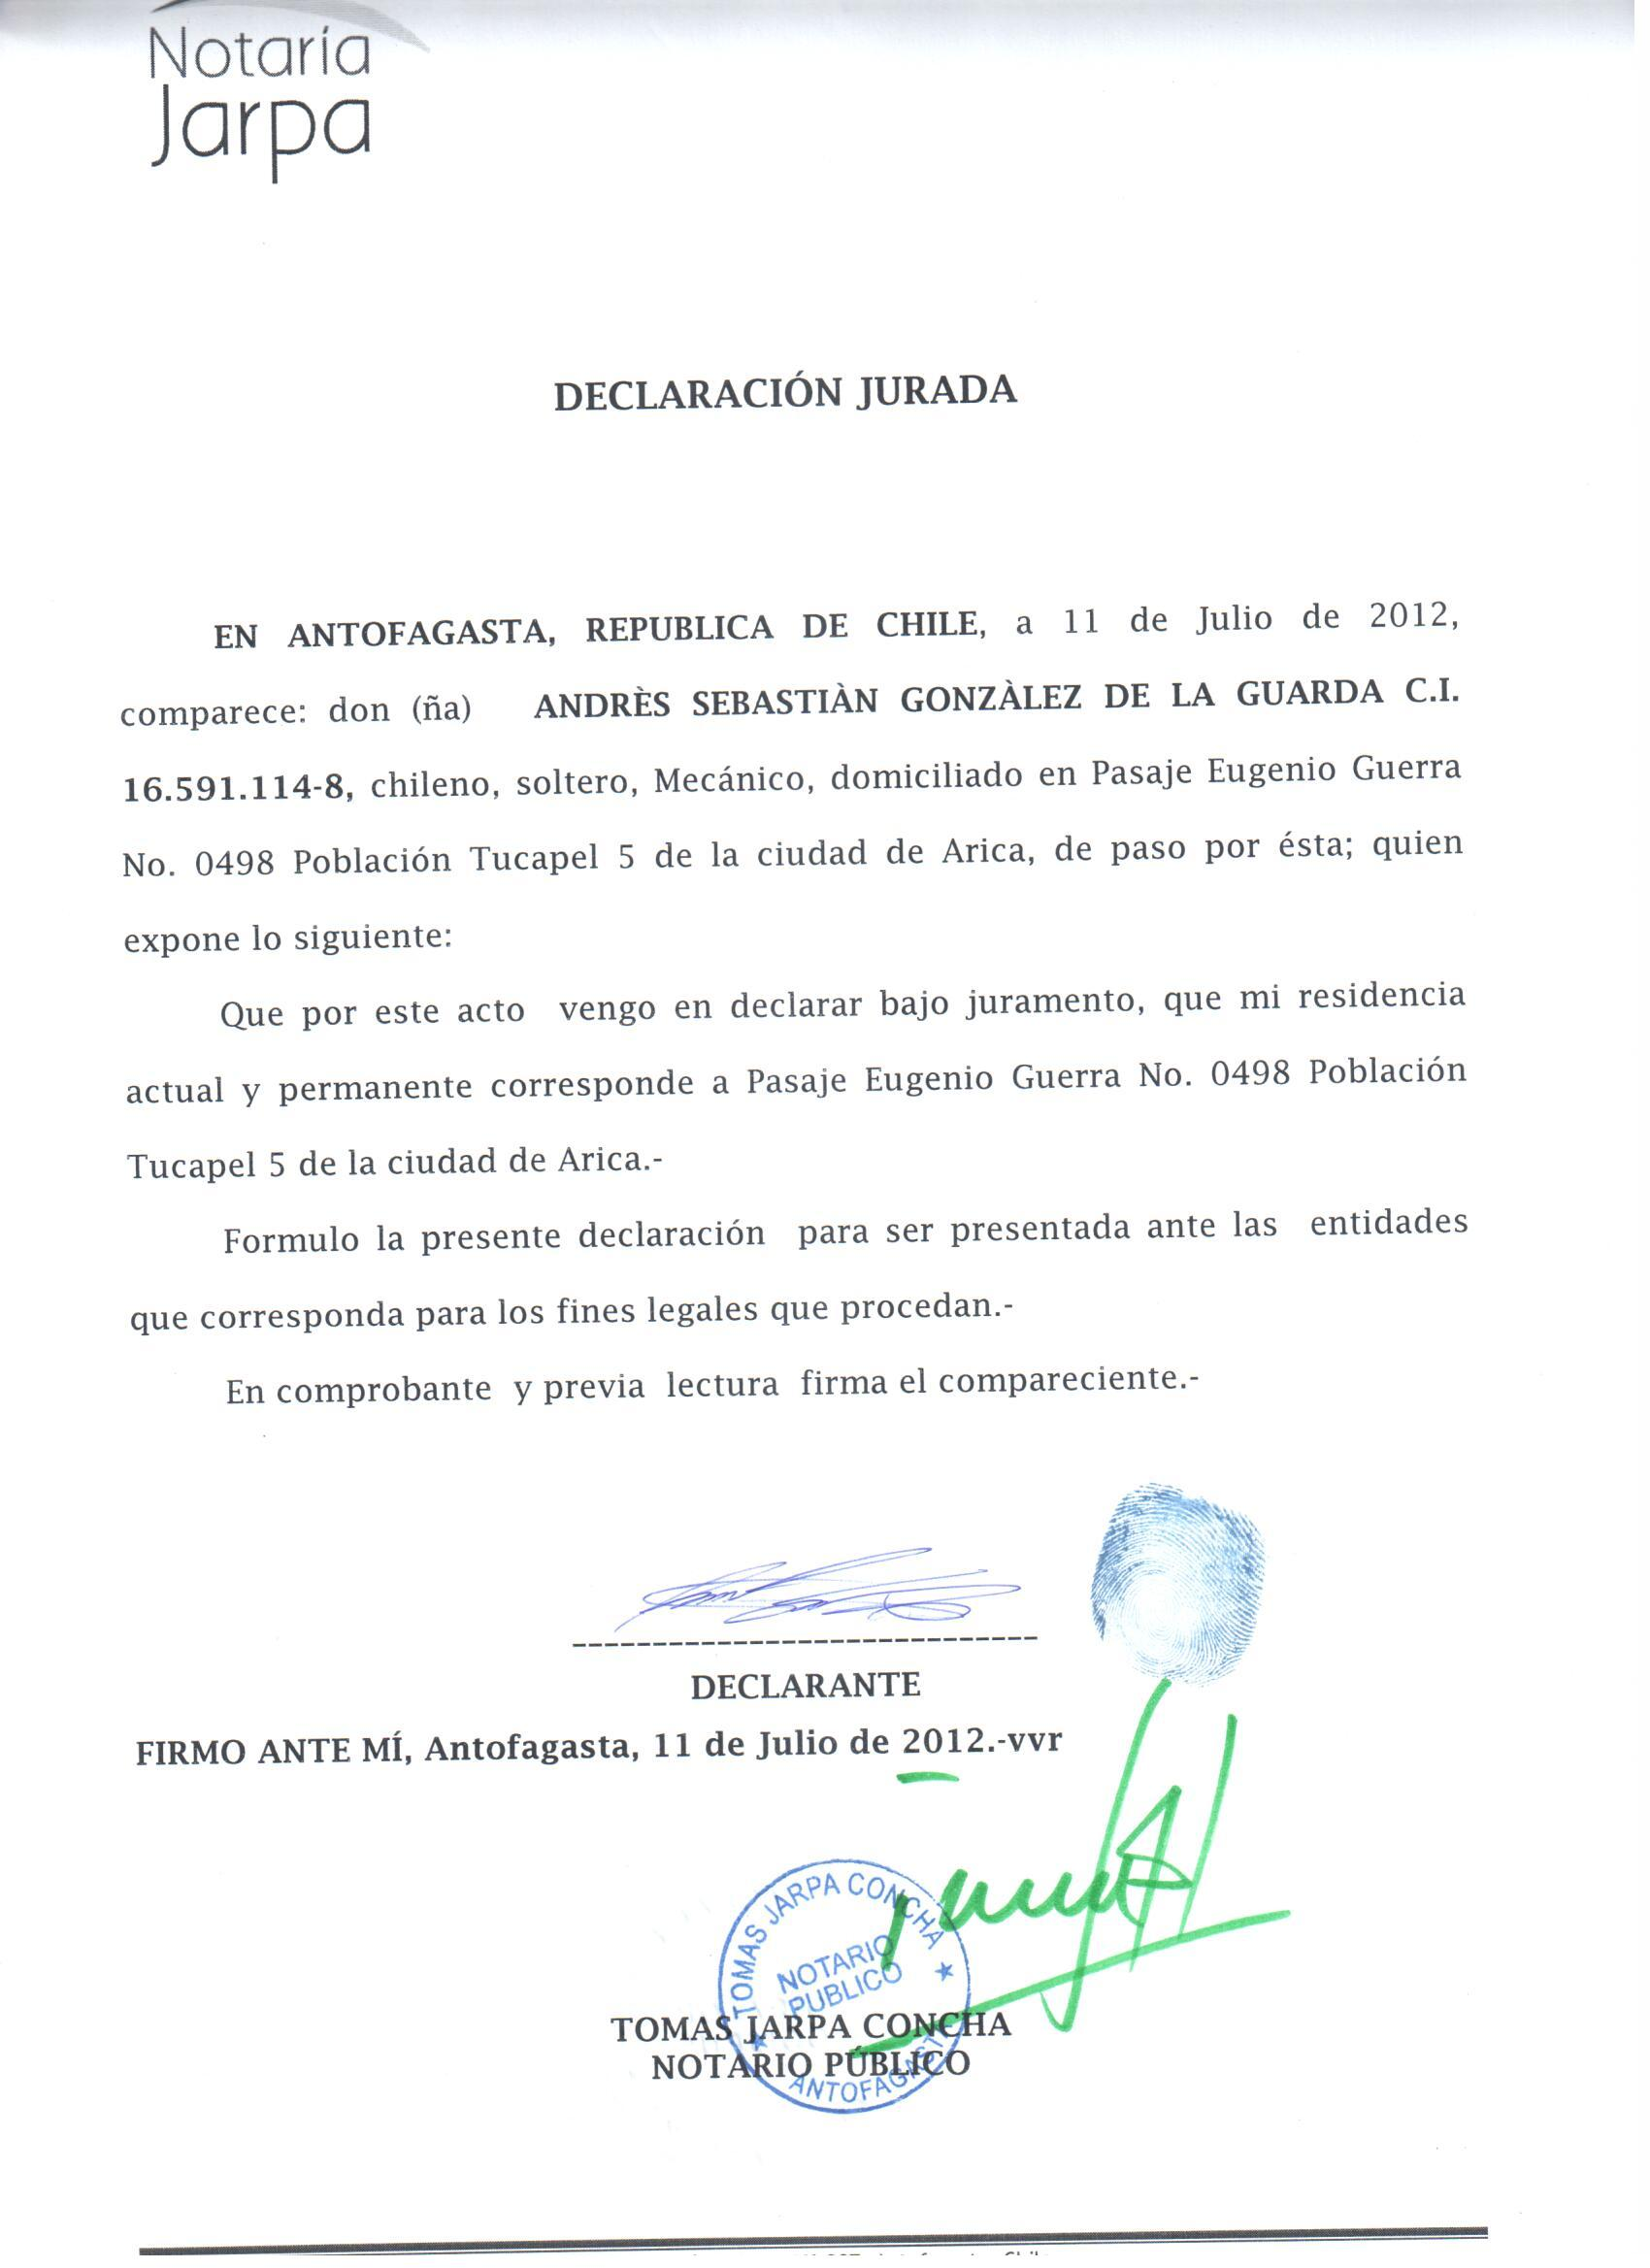 Notaría
Jarpa
DECLARACIÓN JURADA
EN ANTOFAGASTA, REPUBLICA DE CHILE, a 11 de Julio de 2012,
comparece: don (ña) ANDRÈS SEBASTIÀN GONZÀLEZ DE LA GUARDA C.I.
16.591.114-8, chileno, soltero, Mecánico, domiciliado en Pasaje Eugenio Guerra
No. 0498 Población Tucapel 5 de la ciudad de Arica, de paso por ésta; quien
expone lo siguiente:
Que por este acto vengo en declarar bajo juramento, que mi residencia
actual y permanente corresponde a Pasaje Eugenio Guerra No. 0498 Población
Tucapel 5 de la ciudad de Arica.-
Formulo la presente declaración para ser presentada ante las entidades
que corresponda para los fines legales que procedan.-
En comprobante y previa lectura firma el compareciente.-
DECLARANTE
FIRMO ANTE MÍ, Antofagasta, 11 de Julio de 2012.-vvr
TOMAS JARPA CONCHA
NOTARIO
PUBLICO
ANTOFAGASTA
TOMAS JARPA CONCHA
NOTARIO PÚBLICO